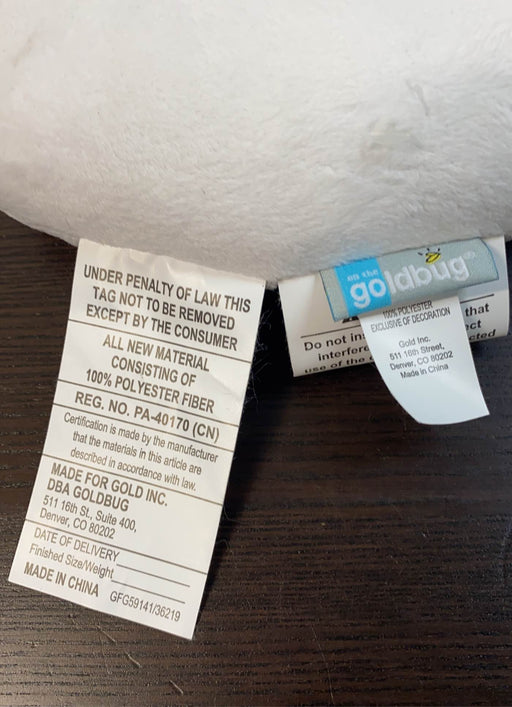 UNDER PENALTY OF LAW THIS
TAG NOT TO BE REMOVED
EXCEPT BY THE CONSUMER
ALL NEW MATERIAL
CONSISTING OF
100% POLYESTER FIBER
REG. NO. PA-40170 (CN)
Certification is made by the manufacturer
that the materials in this article are
described in accordance with law.
MADE FOR GOLD INC.
DBA GOLDBUG
511 16th St., Suite 400,
Denver, CO 80202
DATE OF DELIVERY
Finished Size/Weight
MADE IN CHINA GFG59141/36219
on the
goldbug®
100% POLYESTER
EXCLUSIVE OF DECORATION
Gold Inc.
511 16th Street,
Denver, CO 80202
Made in China
that
Do not
use of the